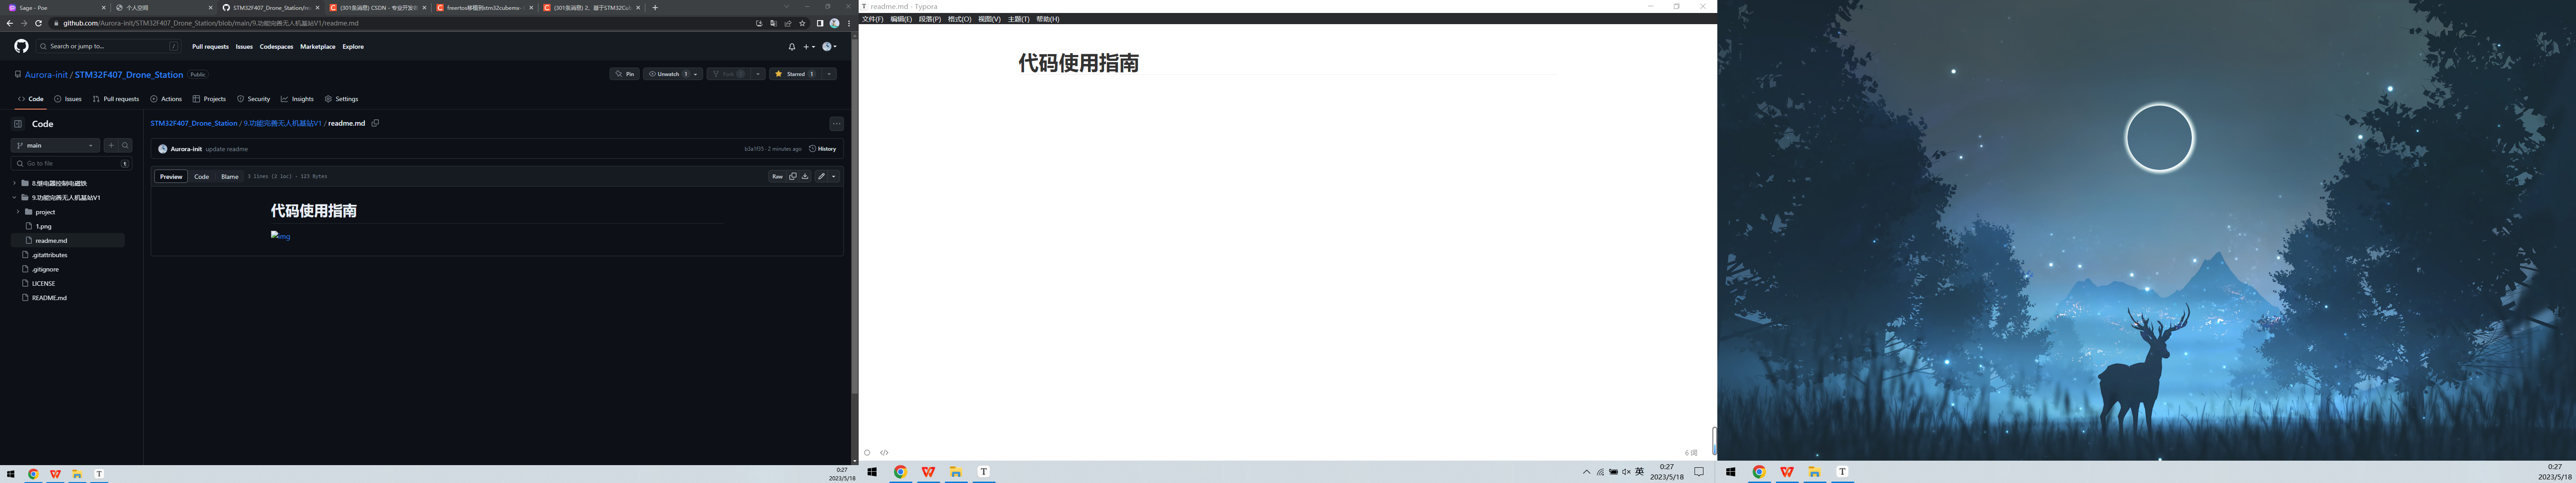 Sage - Poe
个人空间
STM32F407_Drone_Station/re
(301条消息) CSDN - 专业开发者
freertos移植到stm32cubemx-
(301条消息) 2、基于STM32Cub
github.com/Aurora-init/STM32F407_Drone_Station/blob/main/9.功能完善无人机基站V1/readme.md
Search or jump to...
/
Pull requests
Issues
Codespaces
Marketplace
Explore
Aurora-init / STM32F407_Drone_Station
Public
Pin
Unwatch 1
Fork
Starred 1
Code
Issues
Pull requests
Actions
Projects
Security
Insights
Settings
Code
main
Go to file
t
8.继电器控制电磁铁
9.功能完善无人机基站V1
project
1.png
readme.md
.gitattributes
.gitignore
LICENSE
README.md
STM32F407_Drone_Station / 9.功能完善无人机基站V1 / readme.md
Aurora-init update readme
b3a1f35 · 2 minutes ago
History
Preview
Code
Blame
3 lines (2 loc) · 123 Bytes
Raw
代码使用指南
img
0:27
2023/5/18
readme.md - Typora
文件(F) 编辑(E) 段落(P) 格式(O) 视图(V) 主题(T) 帮助(H)
代码使用指南
6 词
英
0:27
2023/5/18
0:27
2023/5/18